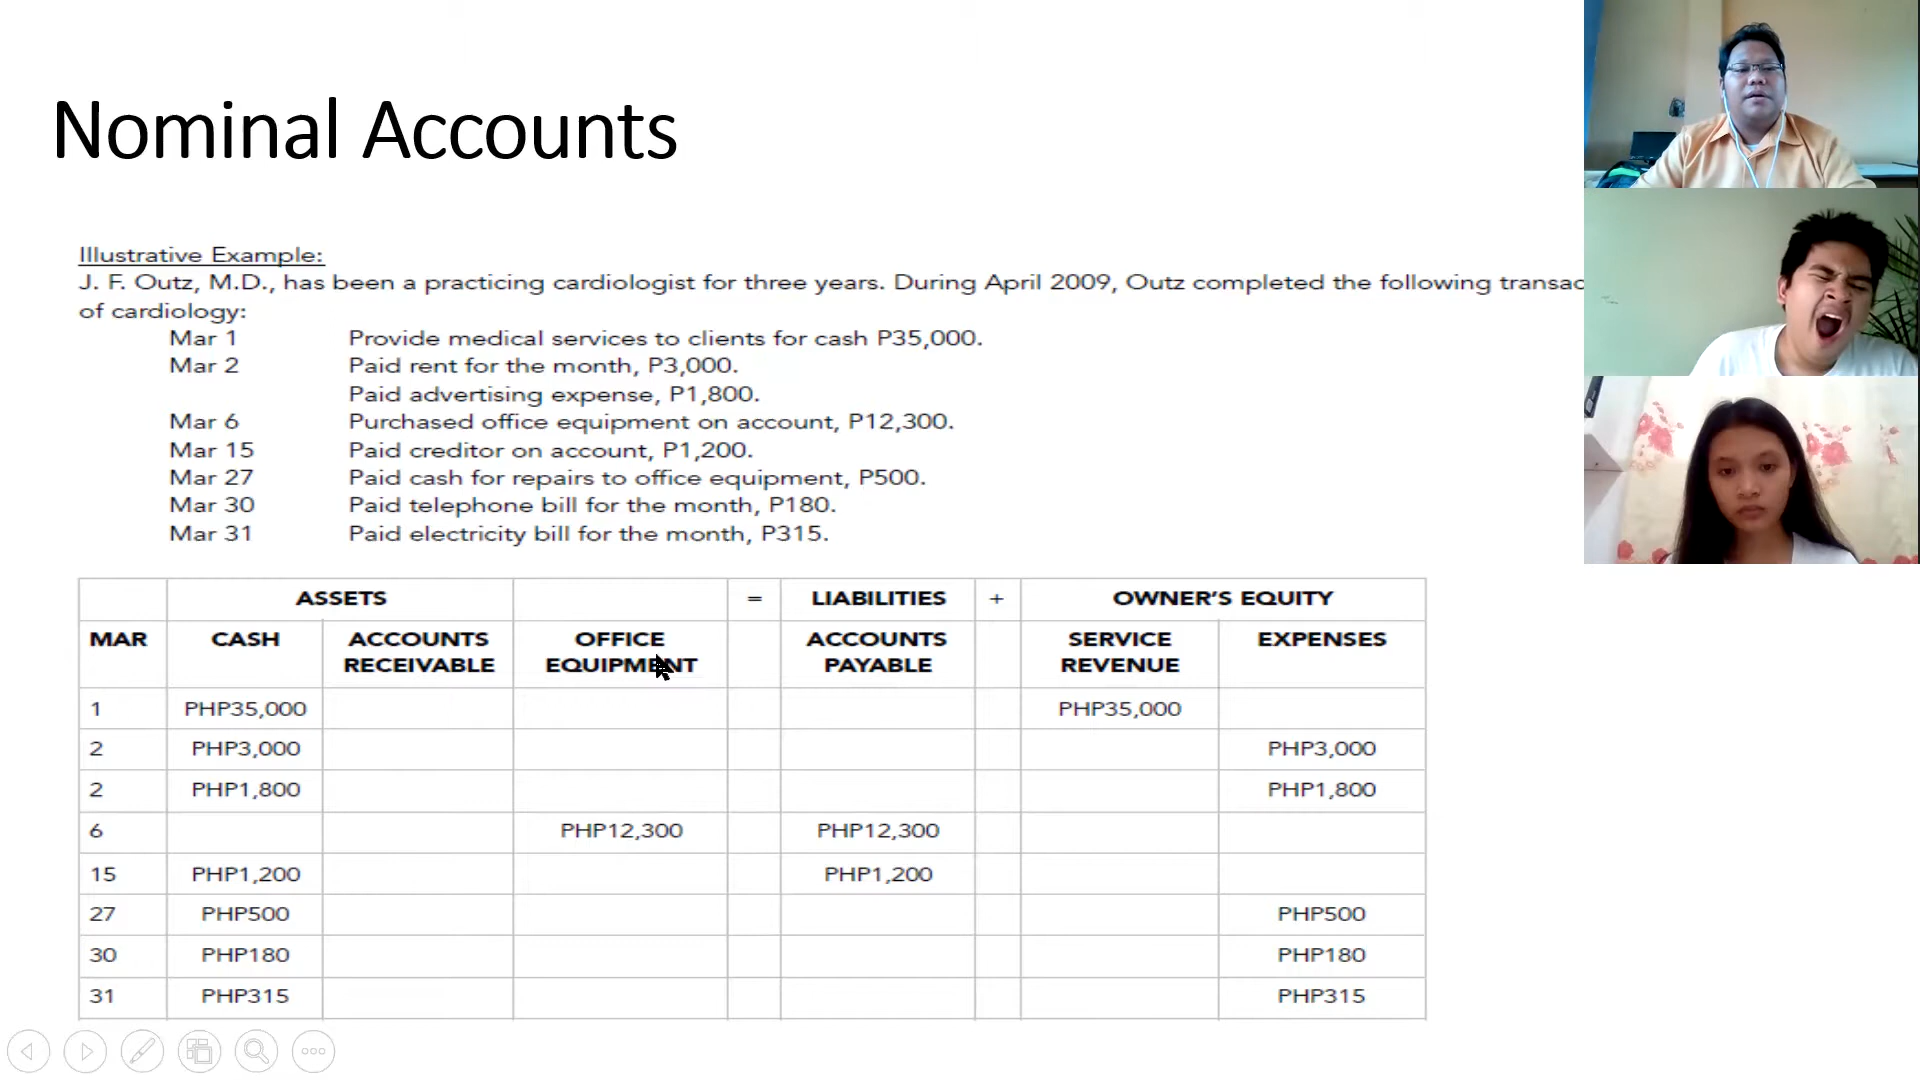 Nominal Accounts
Illustrative Example:
J. F. Outz, M.D., has been a practicing cardiologist for three years. During April 2009, Outz completed the following transac
of cardiology:
Mar 1 Provide medical services to clients for cash P35,000.
Mar 2 Paid rent for the month, P3,000.
Paid advertising expense, P1,800.
Mar 6 Purchased office equipment on account, P12,300.
Mar 15 Paid creditor on account, P1,200.
Mar 27 Paid cash for repairs to office equipment, P500.
Mar 30 Paid telephone bill for the month, P180.
Mar 31 Paid electricity bill for the month, P315.
ASSETS = LIABILITIES + OWNER'S EQUITY
MAR CASH ACCOUNTS RECEIVABLE OFFICE EQUIPMENT ACCOUNTS PAYABLE SERVICE REVENUE EXPENSES
1 PHP35,000 PHP35,000
2 PHP3,000 PHP3,000
2 PHP1,800 PHP1,800
6 PHP12,300 PHP12,300
15 PHP1,200 PHP1,200
27 PHP500 PHP500
30 PHP180 PHP180
31 PHP315 PHP315